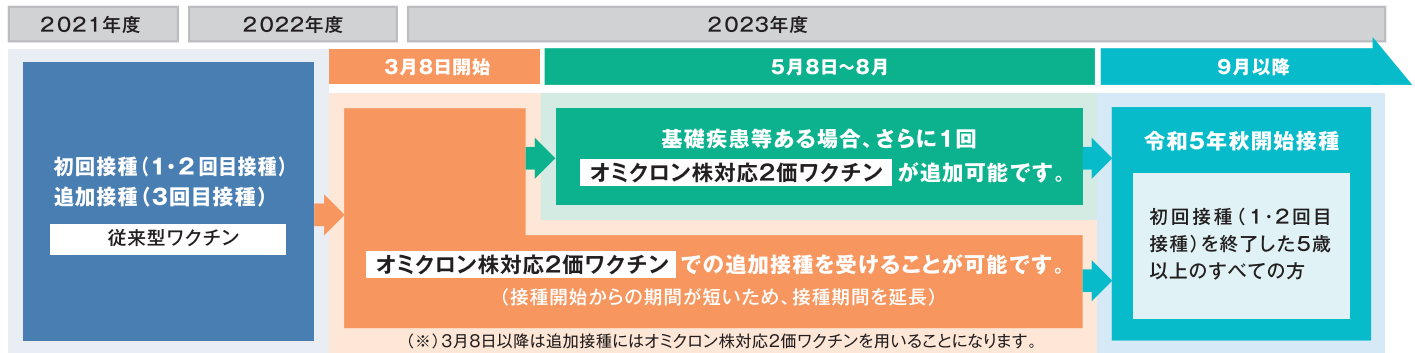 2021年度
2022年度
2023年度
3月8日開始
5月8日〜8月
9月以降
初回接種(1・2回目接種)
追加接種(3回目接種)
従来型ワクチン
基礎疾患等ある場合、さらに1回
オミクロン株対応2価ワクチン が追加可能です。
オミクロン株対応2価ワクチン での追加接種を受けることが可能です。
(接種開始からの期間が短いため、接種期間を延長)
(※)3月8日以降は追加接種にはオミクロン株対応2価ワクチンを用いることになります。
令和5年秋開始接種
初回接種(1・2回目
接種)を終了した5歳
以上のすべての方